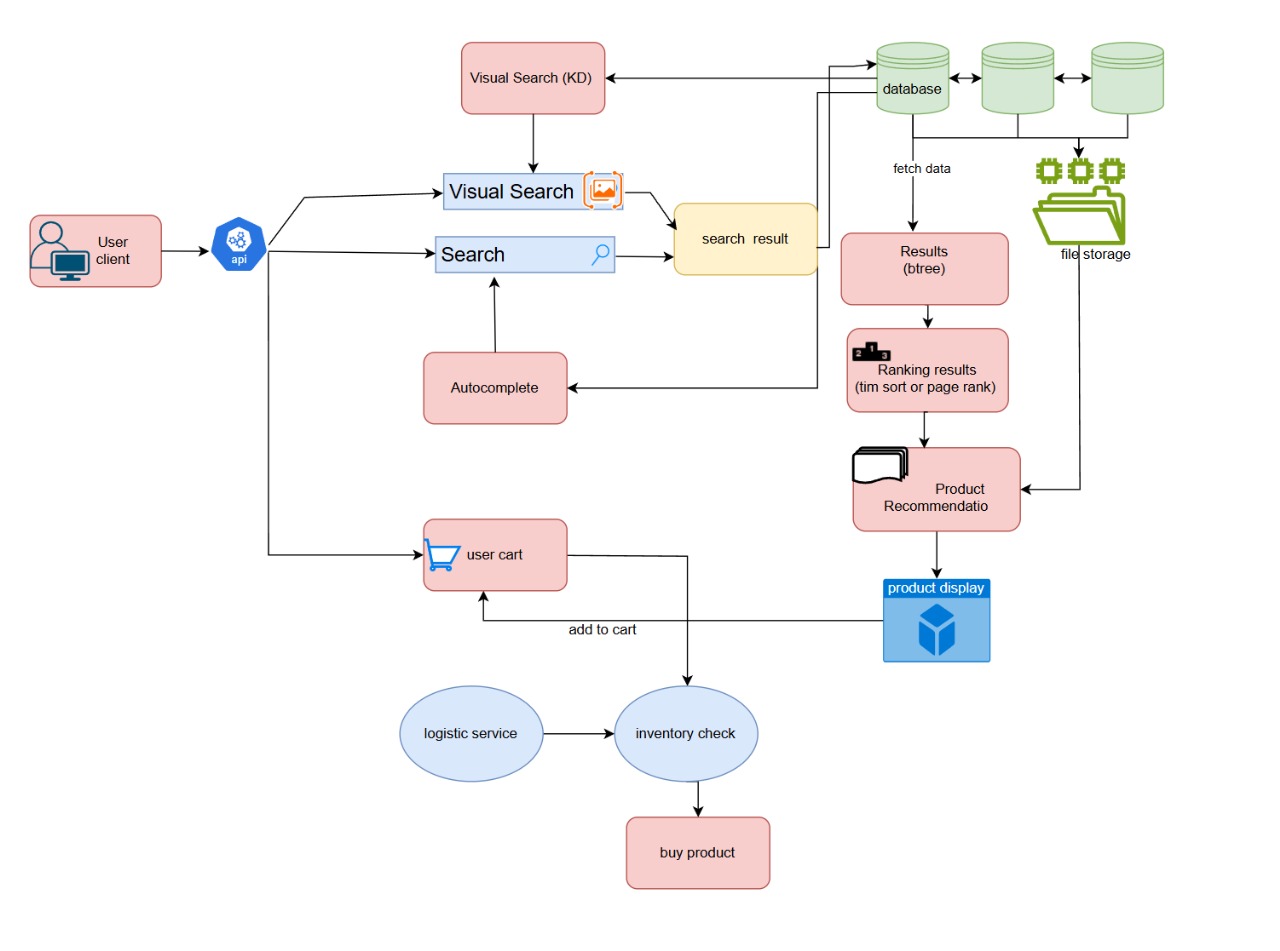 Visual Search (KD)
database
fetch data
Visual Search
User
client
api
Search
search result
Results
(btree)
file storage
2 1 3
Ranking results
(tim sort or page rank)
Autocomplete
Product
Recommendatio
user cart
product display
add to cart
logistic service
inventory check
buy product